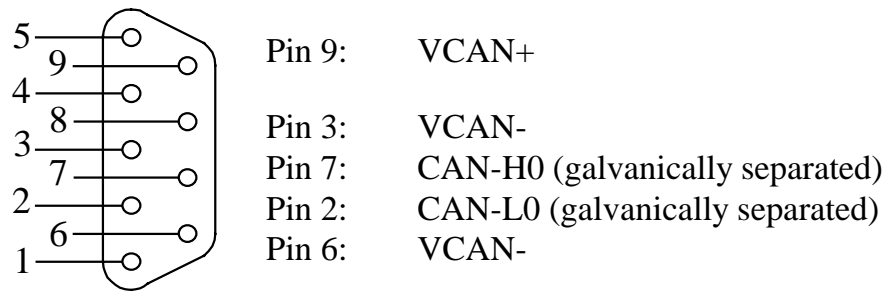 5
9
4
8
3
7
2
6
1
Pin 9: VCAN+
Pin 3: VCAN-
Pin 7: CAN-H0 (galvanically separated)
Pin 2: CAN-L0 (galvanically separated)
Pin 6: VCAN-